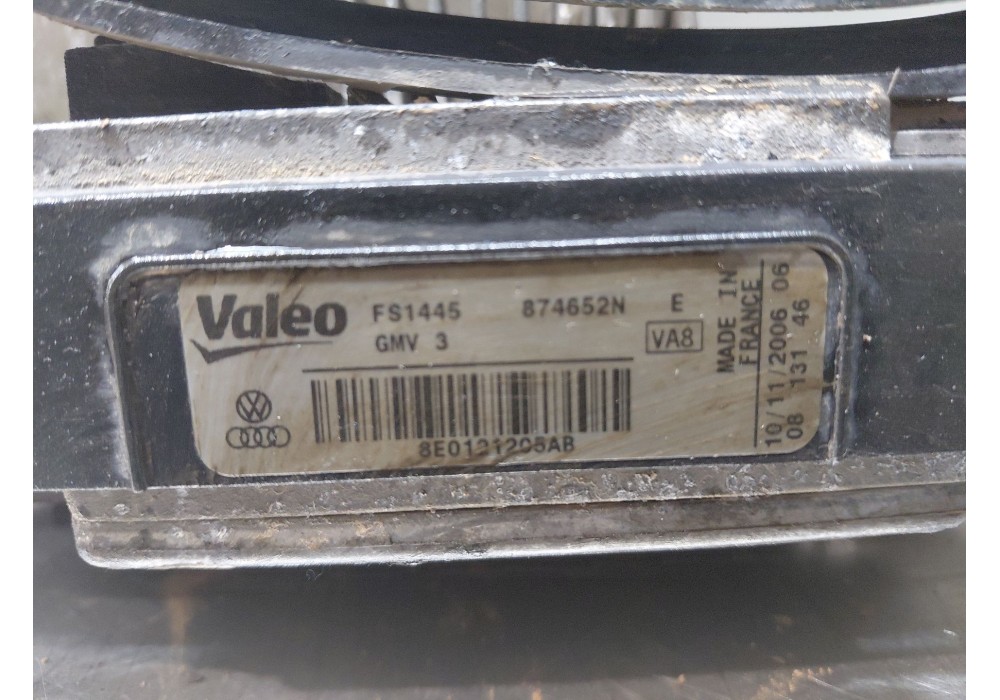 Valeo FS1445 874652N E
GMV 3 VA8
8E0121205AB
MADE IN
FRANCE
10/11/2006 06
08 131 46